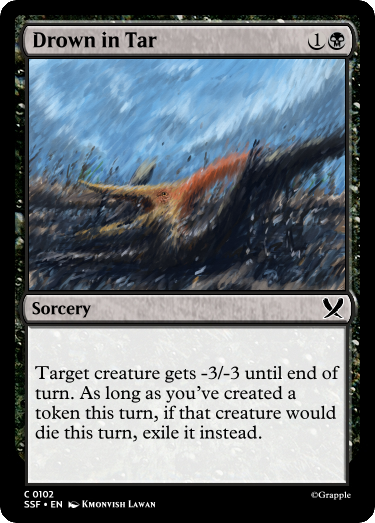 Drown in Tar 1
Sorcery
Target creature gets -3/-3 until end of
turn. As long as you've created a
token this turn, if that creature would
die this turn, exile it instead.
C 0102
SSF • EN Kmonvish Lawan
©Grapple